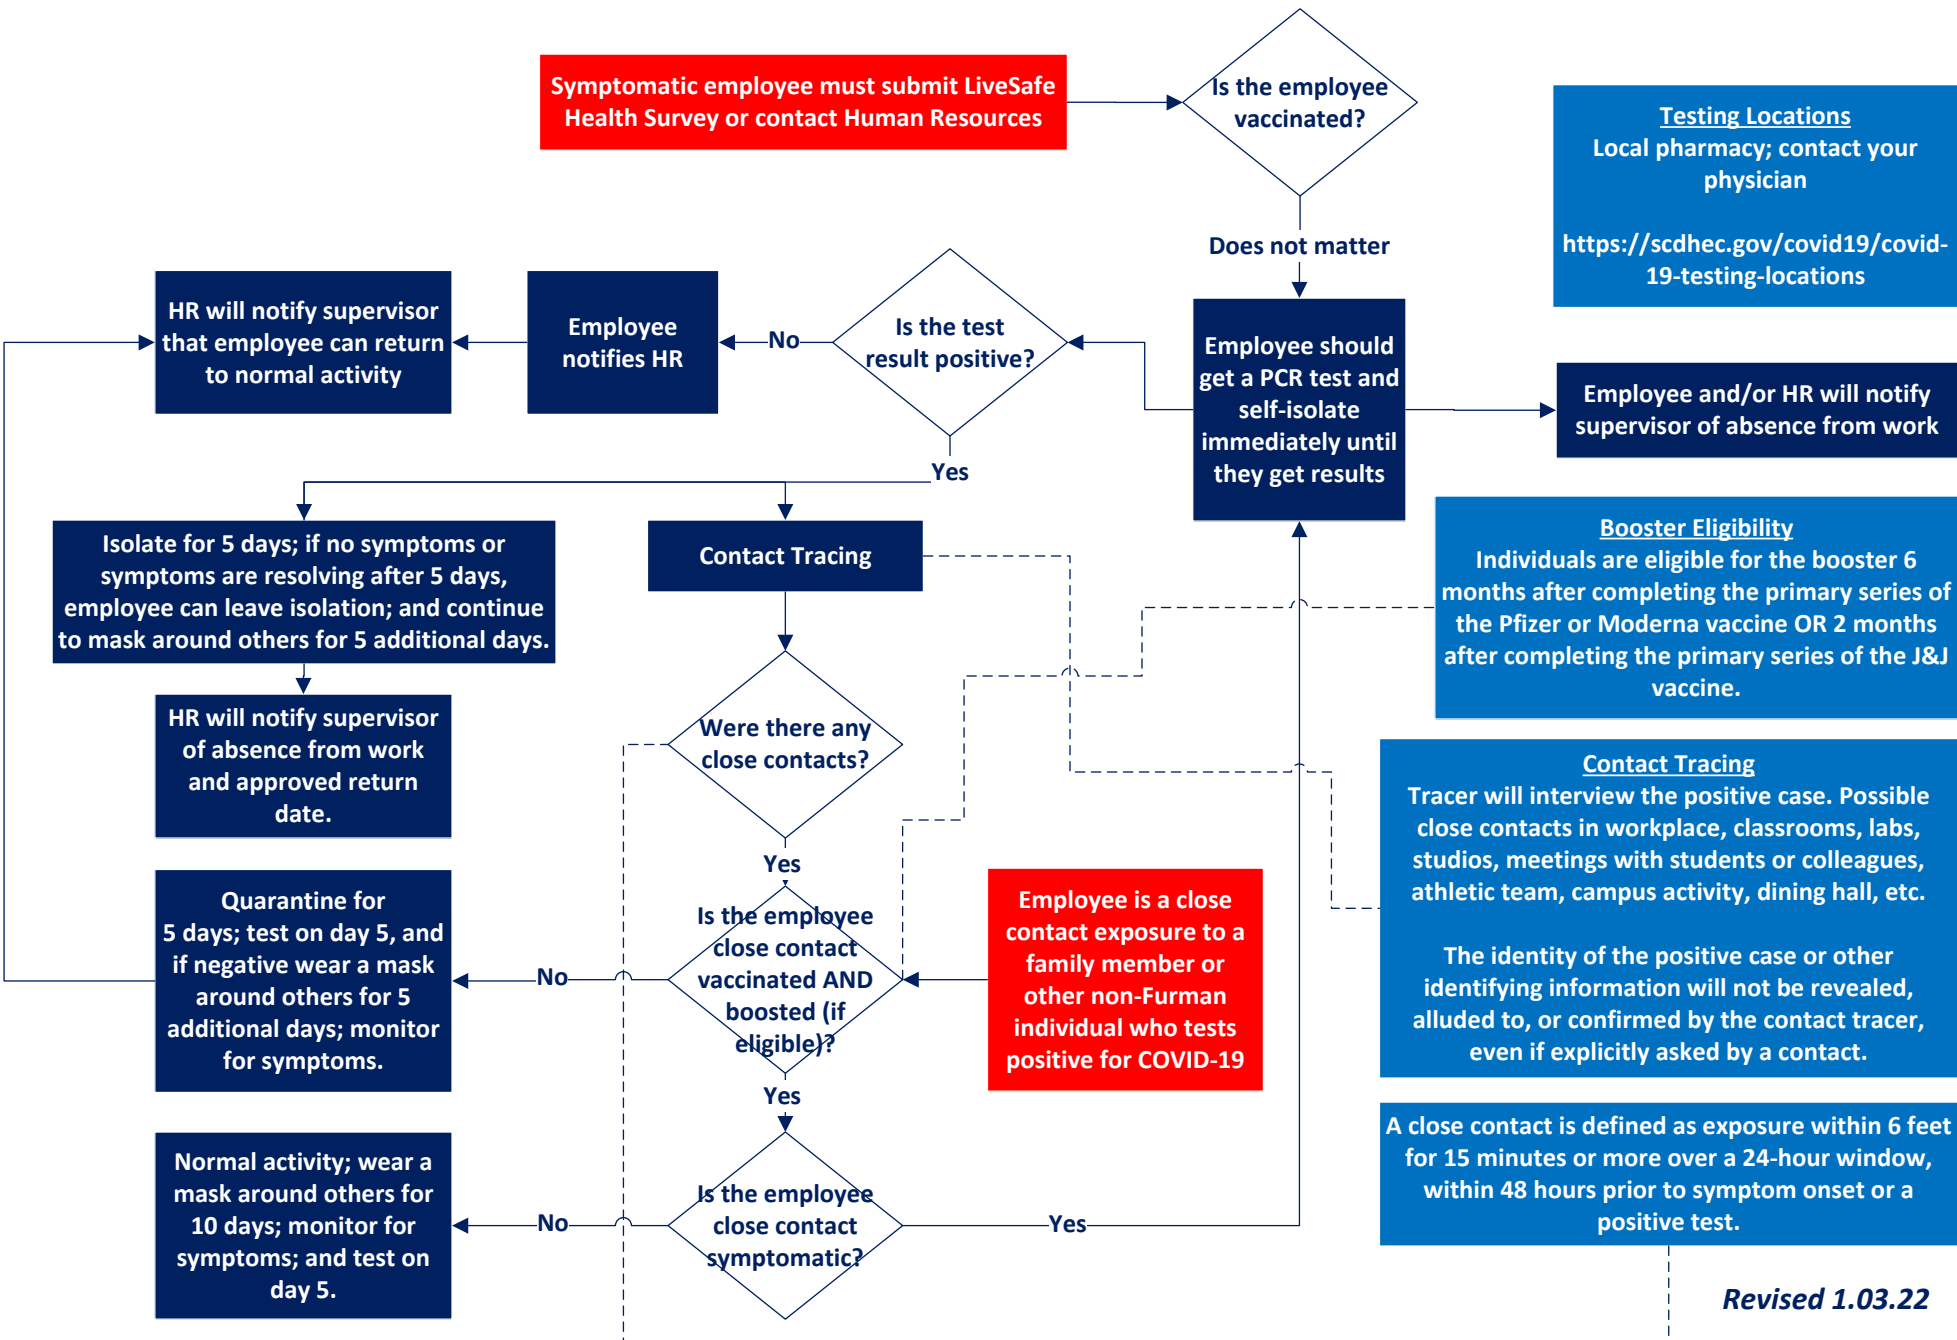 Symptomatic employee must submit LiveSafe
Health Survey or contact Human Resources
Is the employee
vaccinated?
Testing Locations
Local pharmacy; contact your
physician
https://scdhec.gov/covid19/covid-
19-testing-locations
Does not matter
HR will notify supervisor
that employee can return
to normal activity
Employee
notifies HR
No
Is the test
result positive?
Employee should
get a PCR test and
self-isolate
immediately until
they get results
Employee and/or HR will notify
supervisor of absence from work
Yes
Isolate for 5 days; if no symptoms or
symptoms are resolving after 5 days,
employee can leave isolation; and continue
to mask around others for 5 additional days.
Contact Tracing
Booster Eligibility
Individuals are eligible for the booster 6
months after completing the primary series of
the Pfizer or Moderna vaccine OR 2 months
after completing the primary series of the J&J
vaccine.
HR will notify supervisor
of absence from work
and approved return
date.
Were there any
close contacts?
Contact Tracing
Tracer will interview the positive case. Possible
close contacts in workplace, classrooms, labs,
studios, meetings with students or colleagues,
athletic team, campus activity, dining hall, etc.
The identity of the positive case or other
identifying information will not be revealed,
alluded to, or confirmed by the contact tracer,
even if explicitly asked by a contact.
Yes
Quarantine for
5 days; test on day 5, and
if negative wear a mask
around others for 5
additional days; monitor
for symptoms.
No
Is the employee
close contact
vaccinated AND
boosted (if
eligible)?
Employee is a close
contact exposure to a
family member or
other non-Furman
individual who tests
positive for COVID-19
Yes
Normal activity; wear a
mask around others for
10 days; monitor for
symptoms; and test on
day 5.
No
Is the employee
close contact
symptomatic?
Yes
A close contact is defined as exposure within 6 feet
for 15 minutes or more over a 24-hour window,
within 48 hours prior to symptom onset or a
positive test.
Revised 1.03.22